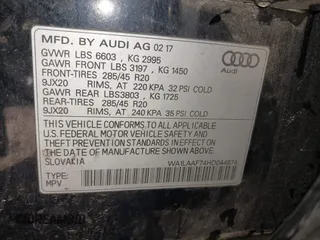 MFD. BY AUDI AG 02 17
GVWR LBS 6603 , KG 2995
GAWR FRONT LBS 3197 , KG 1450
FRONT-TIRES 285/45 R20
9JX20 RIMS, AT 220 KPA 32 PSI COLD
GAWR REAR LBS3803 , KG 1725
REAR-TIRES 285/45 R20
9JX20 RIMS, AT 240 KPA 35 PSI COLD
THIS VEHICLE CONFORMS TO ALL APPLICABLE
FEDERAL MOTOR VEHICLE SAFETY AND THEFT
PREVENTION STANDARDS IN EFFECT ON THE
DATE OF MANUFACTURE SHOWN ABOVE.
SLOVAKIA
TYPE:
MPV
Audi